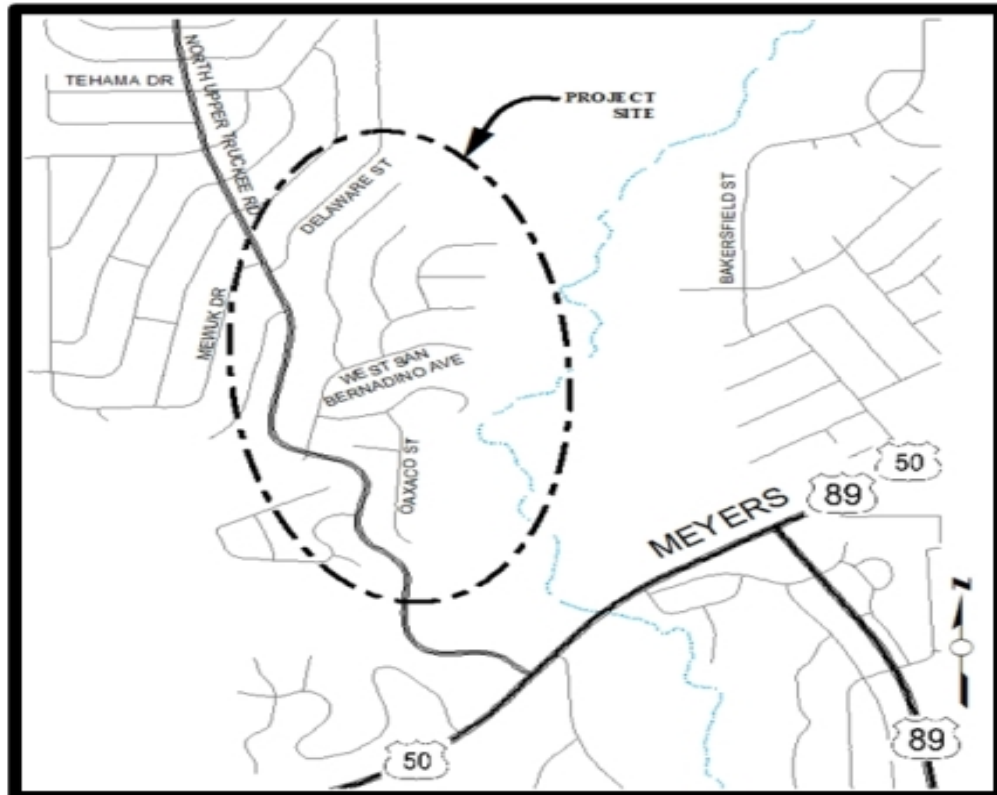 TEHAMA DR
NORTH UPPER TRUCKEE RD
PROJECT
SITE
DELAWARE ST
BAKERSFIELD ST
MEWUK DR
WEST SAN
BERNADINO AVE
OAXACO ST
50
89
MEYERS
N
50
89